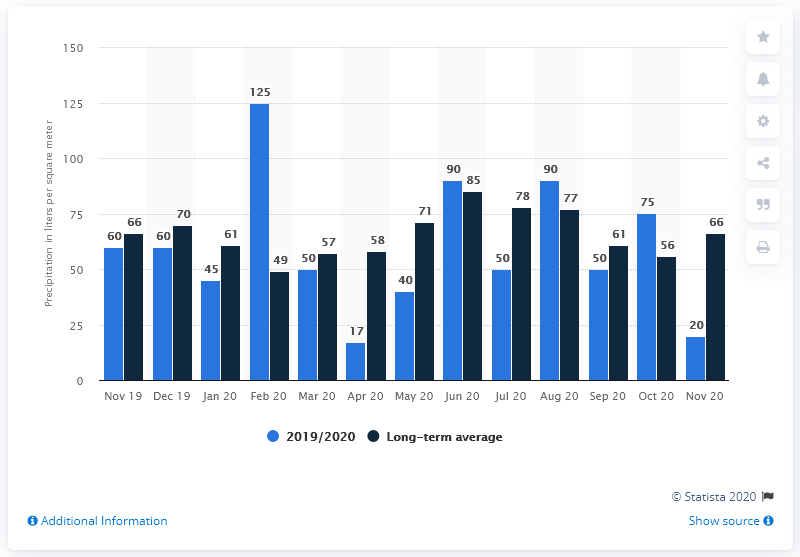 150
125
100
75
50
25
0
Precipitation in liters per square meter
60 66 60 70 45 61 125 49 50 57 17 58 40 71 90 85 50 78 90 77 50 61 75 56 20 66
Nov 19 Dec 19 Jan 20 Feb 20 Mar 20 Apr 20 May 20 Jun 20 Jul 20 Aug 20 Sep 20 Oct 20 Nov 20
2019/2020 Long-term average
© Statista 2020
Additional Information Show source